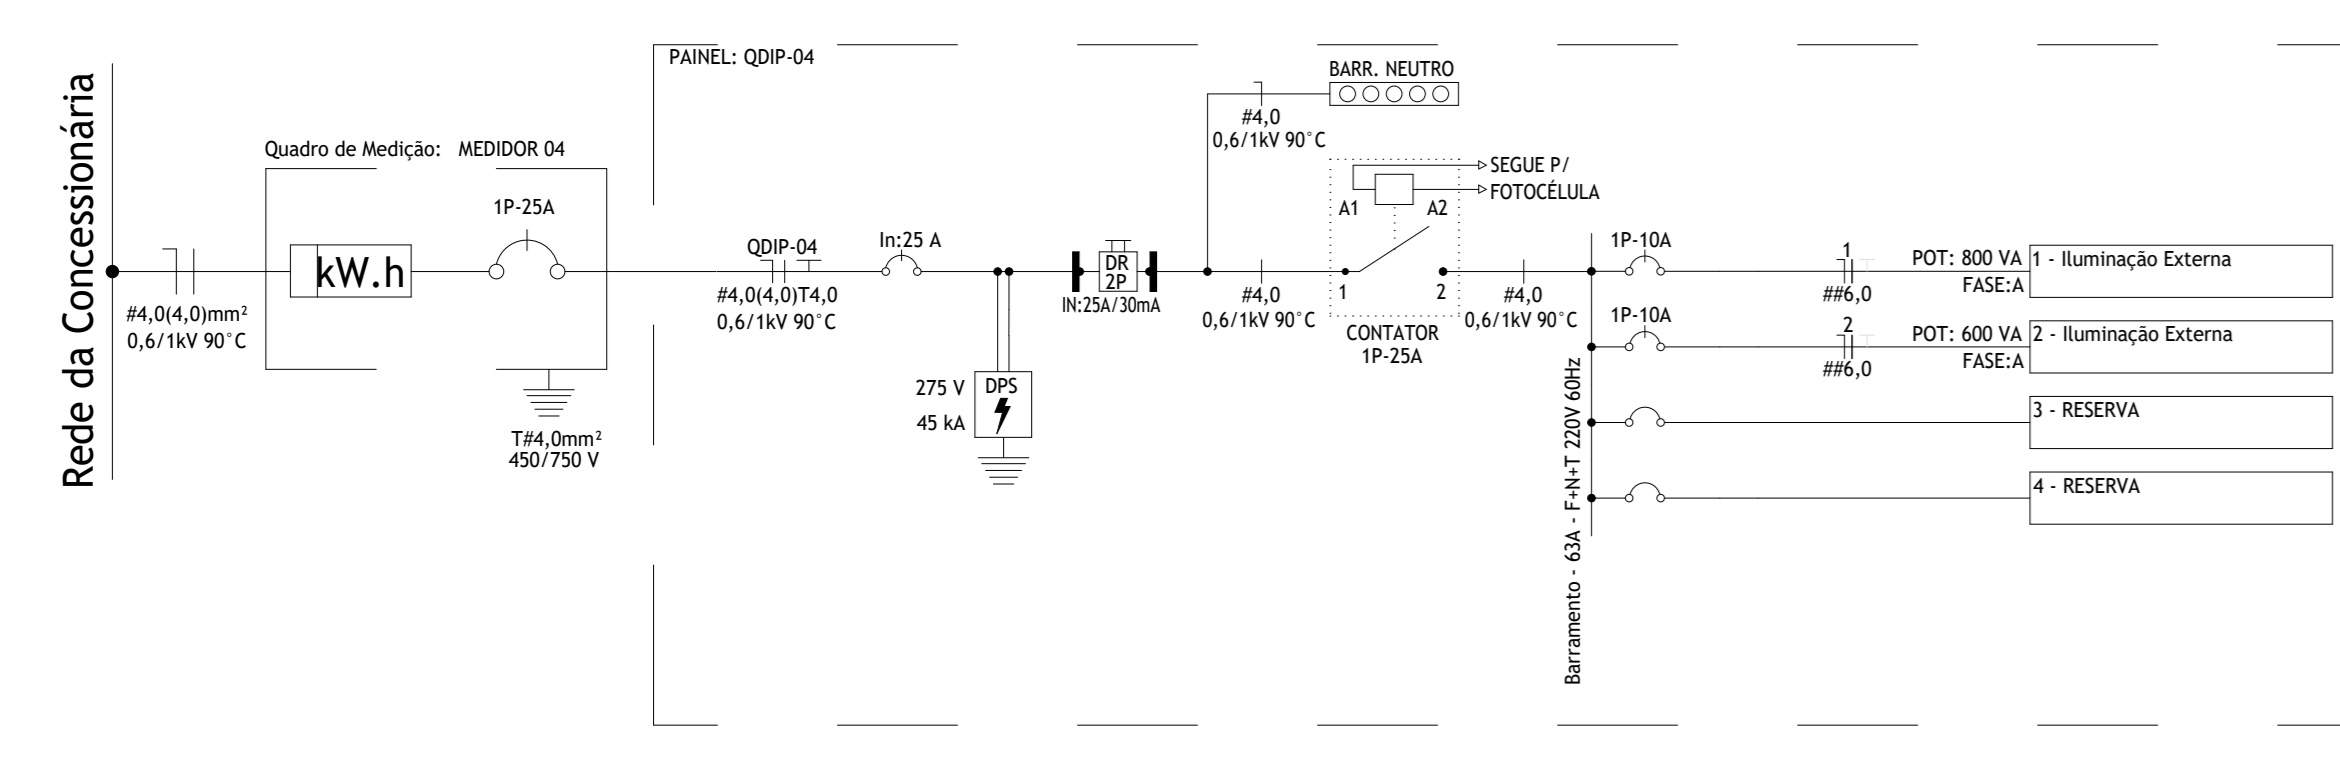 Rede da Concessionária
#4,0(4,0)mm²
0,6/1kV 90°C
Quadro de Medição: MEDIDOR 04
kW.h
1P-25A
T#4,0mm²
450/750 V
PAINEL: QDIP-04
QDIP-04
#4,0(4,0)T4,0
0,6/1kV 90°C
In:25 A
275 V
45 kA
DPS
DR
2P
IN:25A/30mA
BARR. NEUTRO
#4,0
0,6/1kV 90°C
SEGUE P/
FOTOCÉLULA
A1
A2
#4,0
0,6/1kV 90°C
1
2
CONTATOR
1P-25A
#4,0
0,6/1kV 90°C
Barramento - 63A - F+N+T 220V 60Hz
1P-10A
1
##6,0
POT: 800 VA
FASE:A
1 - Iluminação Externa
1P-10A
2
##6,0
POT: 600 VA
FASE:A
2 - Iluminação Externa
3 - RESERVA
4 - RESERVA